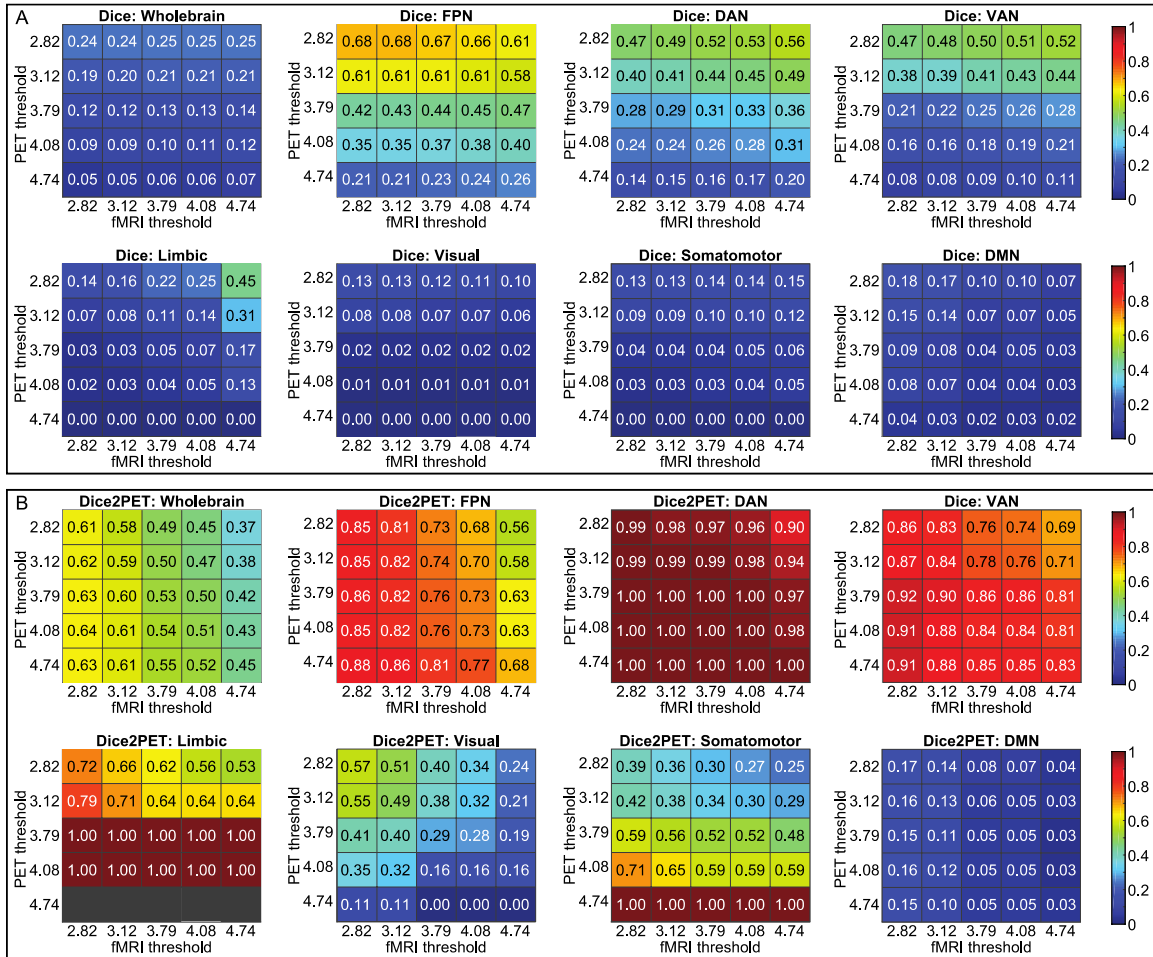 A
Dice: Wholebrain Dice: FPN Dice: DAN Dice: VAN
2.82 0.24 0.24 0.25 0.25 0.25 0.68 0.68 0.67 0.66 0.61 2.82 0.47 0.49 0.52 0.53 0.56 2.82 0.47 0.48 0.50 0.51 0.52 1
3.12 0.19 0.20 0.21 0.21 0.21 0.61 0.61 0.61 0.61 0.58 3.12 0.40 0.41 0.44 0.45 0.49 3.12 0.38 0.39 0.41 0.43 0.44 0.8
PET threshold 3.79 0.12 0.12 0.13 0.13 0.14 0.42 0.43 0.44 0.45 0.47 PET threshold 3.79 0.28 0.29 0.31 0.33 0.36 PET threshold 3.79 0.21 0.22 0.25 0.26 0.28 0.6
4.08 0.09 0.09 0.10 0.11 0.12 0.35 0.35 0.37 0.38 0.40 4.08 0.24 0.24 0.26 0.28 0.31 4.08 0.16 0.16 0.18 0.19 0.21 0.4
4.74 0.05 0.05 0.06 0.06 0.07 0.21 0.21 0.23 0.24 0.26 4.74 0.14 0.15 0.16 0.17 0.20 4.74 0.08 0.08 0.09 0.10 0.11 0.2
0
2.82 3.12 3.79 4.08 4.74 2.82 3.12 3.79 4.08 4.74 2.82 3.12 3.79 4.08 4.74 2.82 3.12 3.79 4.08 4.74
fMRI threshold fMRI threshold fMRI threshold fMRI threshold
Dice: Limbic Dice: Visual Dice: Somatomor Dice: DMN
2.82 0.14 0.16 0.22 0.25 0.45 0.13 0.13 0.12 0.11 0.10 2.82 0.13 0.13 0.14 0.14 0.15 2.82 0.18 0.17 0.10 0.10 0.07 1
3.12 0.07 0.08 0.11 0.14 0.31 0.08 0.08 0.07 0.07 0.06 3.12 0.09 0.09 0.10 0.10 0.12 3.12 0.15 0.14 0.07 0.07 0.05 0.8
PET threshold 3.79 0.03 0.03 0.05 0.07 0.17 0.02 0.02 0.02 0.02 0.02 PET threshold 3.79 0.04 0.04 0.04 0.05 0.06 PET threshold 3.79 0.09 0.08 0.04 0.05 0.03 0.6
4.08 0.02 0.03 0.04 0.05 0.13 0.01 0.01 0.01 0.01 0.01 4.08 0.03 0.03 0.03 0.04 0.05 4.08 0.08 0.07 0.04 0.04 0.03 0.4
4.74 0.00 0.00 0.00 0.00 0.00 0.00 0.00 0.00 0.00 0.00 4.74 0.00 0.00 0.00 0.00 0.00 4.74 0.04 0.03 0.02 0.03 0.02 0.2
0
2.82 3.12 3.79 4.08 4.74 2.82 3.12 3.79 4.08 4.74 2.82 3.12 3.79 4.08 4.74 2.82 3.12 3.79 4.08 4.74
fMRI threshold fMRI threshold fMRI threshold fMRI threshold
B
Dice2PET: Wholebrain Dice2PET: FPN Dice2PET: DAN Dice: VAN
2.82 0.61 0.58 0.49 0.45 0.37 0.85 0.81 0.73 0.68 0.56 2.82 0.99 0.98 0.97 0.96 0.90 2.82 0.86 0.83 0.76 0.74 0.69 1
3.12 0.62 0.59 0.50 0.47 0.38 0.85 0.82 0.74 0.70 0.58 3.12 0.99 0.99 0.99 0.98 0.94 3.12 0.87 0.84 0.78 0.76 0.71 0.8
PET threshold 3.79 0.63 0.60 0.53 0.50 0.42 0.86 0.82 0.76 0.73 0.63 PET threshold 3.79 1.00 1.00 1.00 1.00 0.97 PET threshold 3.79 0.92 0.90 0.86 0.86 0.81 0.6
4.08 0.64 0.61 0.54 0.51 0.43 0.85 0.82 0.76 0.73 0.63 4.08 1.00 1.00 1.00 1.00 0.98 4.08 0.91 0.88 0.84 0.84 0.81 0.4
4.74 0.63 0.61 0.55 0.52 0.45 0.88 0.86 0.81 0.77 0.68 4.74 1.00 1.00 1.00 1.00 1.00 4.74 0.91 0.88 0.85 0.85 0.83 0.2
0
2.82 3.12 3.79 4.08 4.74 2.82 3.12 3.79 4.08 4.74 2.82 3.12 3.79 4.08 4.74 2.82 3.12 3.79 4.08 4.74
fMRI threshold fMRI threshold fMRI threshold fMRI threshold
Dice2PET: Limbic Dice2PET: Visual Dice2PET: Somatomotor Dice2PET: DMN
2.82 0.72 0.66 0.62 0.56 0.53 0.57 0.51 0.40 0.34 0.24 2.82 0.39 0.36 0.30 0.27 0.25 2.82 0.17 0.14 0.08 0.07 0.04 1
3.12 0.79 0.71 0.64 0.64 0.64 0.55 0.49 0.38 0.32 0.21 3.12 0.42 0.38 0.34 0.30 0.29 3.12 0.16 0.13 0.06 0.05 0.03 0.8
PET threshold 3.79 1.00 1.00 1.00 1.00 1.00 0.41 0.40 0.29 0.28 0.19 PET threshold 3.79 0.59 0.56 0.52 0.52 0.48 PET threshold 3.79 0.15 0.11 0.05 0.05 0.03 0.6
4.08 1.00 1.00 1.00 1.00 1.00 0.35 0.32 0.16 0.16 0.16 4.08 0.71 0.65 0.59 0.59 0.59 4.08 0.16 0.12 0.05 0.05 0.03 0.4
4.74 0.11 0.11 0.00 0.00 0.00 4.74 1.00 1.00 1.00 1.00 1.00 4.74 0.15 0.10 0.05 0.05 0.03 0.2
0
2.82 3.12 3.79 4.08 4.74 2.82 3.12 3.79 4.08 4.74 2.82 3.12 3.79 4.08 4.74 2.82 3.12 3.79 4.08 4.74
fMRI threshold fMRI threshold fMRI threshold fMRI threshold